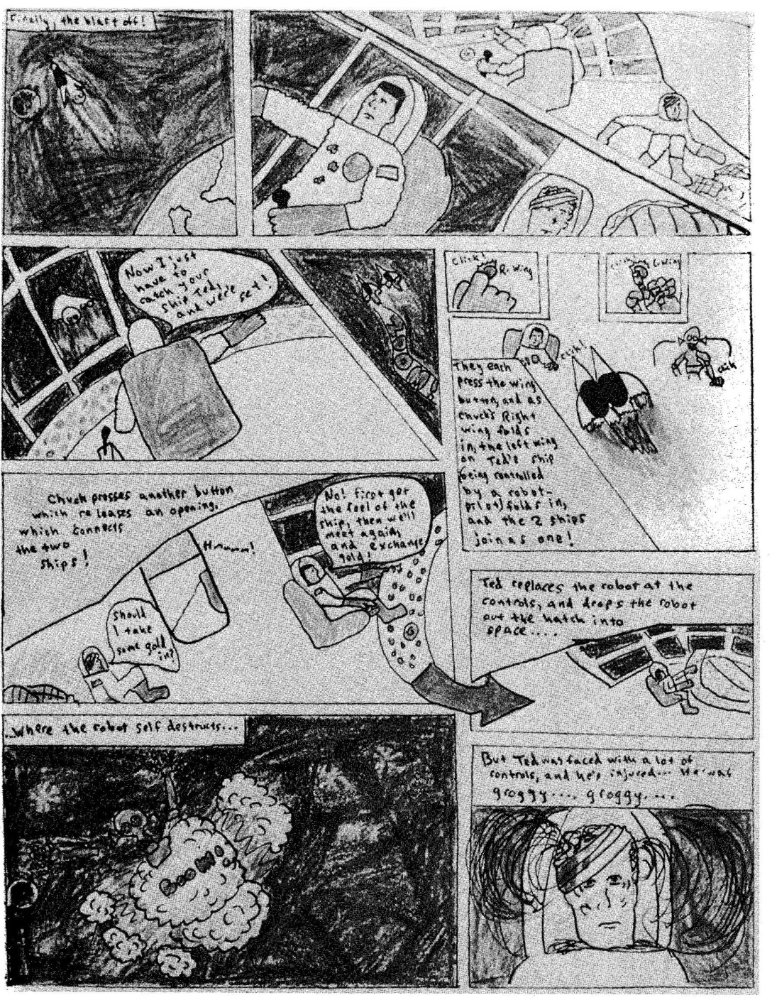 Finally, the blast off!
Now I just
have to
catch your
ship Ted,
and we're set!
Click!
R. Wing
Click!
L. Wing
Click!
Click
They each
press the wing
button, and as
Chuck's Right
wing folds
in, the left wing
on Ted's ship
(being controlled
by a robot-
pilot) folds in,
and the 2 ships
join as one!
Chuck presses another button
which releases an opening,
which connects
the two
ships!
Hmmmm!
Should
I take
some gold
in?
No! first get
the feel of the
ship, then we'll
meet again,
and exchange
gold!
Ted replaces the robot at the
controls, and drops the robot
out the hatch into
space....
...Where the robot self destructs...
BOOM!
But Ted was faced with a lot of
controls, and he's injured.... He was
groggy.... groggy....